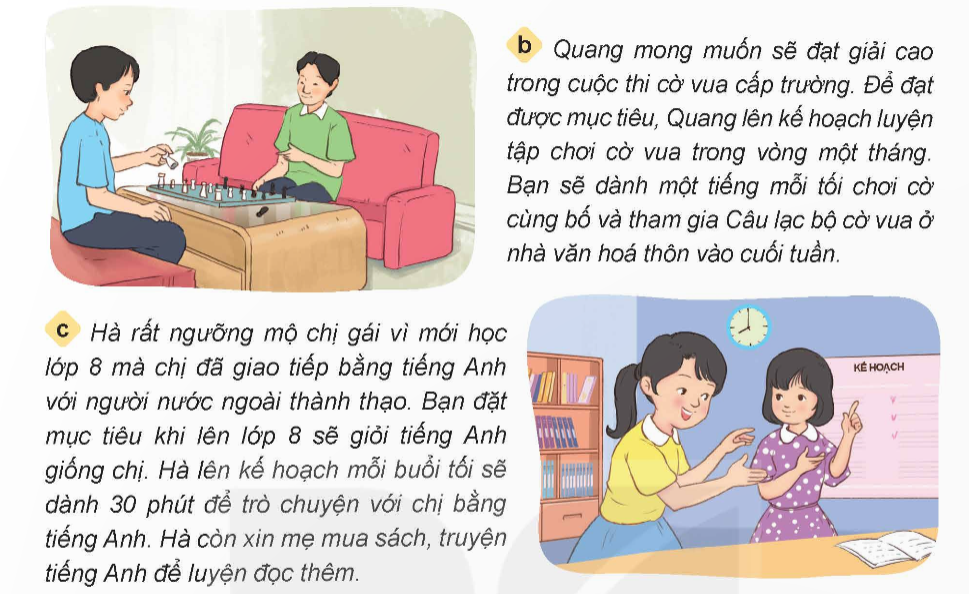 b Quang mong muốn sẽ đạt giải cao
trong cuộc thi cờ vua cấp trường. Để đạt
được mục tiêu, Quang lên kế hoạch luyện
tập chơi cờ vua trong vòng một tháng.
Bạn sẽ dành một tiếng mỗi tối chơi cờ
cùng bố và tham gia Câu lạc bộ cờ vua ở
nhà văn hoá thôn vào cuối tuần.
c Hà rất ngưỡng mộ chị gái vì mới học
lớp 8 mà chị đã giao tiếp bằng tiếng Anh
với người nước ngoài thành thạo. Bạn đặt
mục tiêu khi lên lớp 8 sẽ giỏi tiếng Anh
giống chị. Hà lên kế hoạch mỗi buổi tối sẽ
dành 30 phút để trò chuyện với chị bằng
tiếng Anh. Hà còn xin mẹ mua sách, truyện
tiếng Anh để luyện đọc thêm.
KẾ HOẠCH